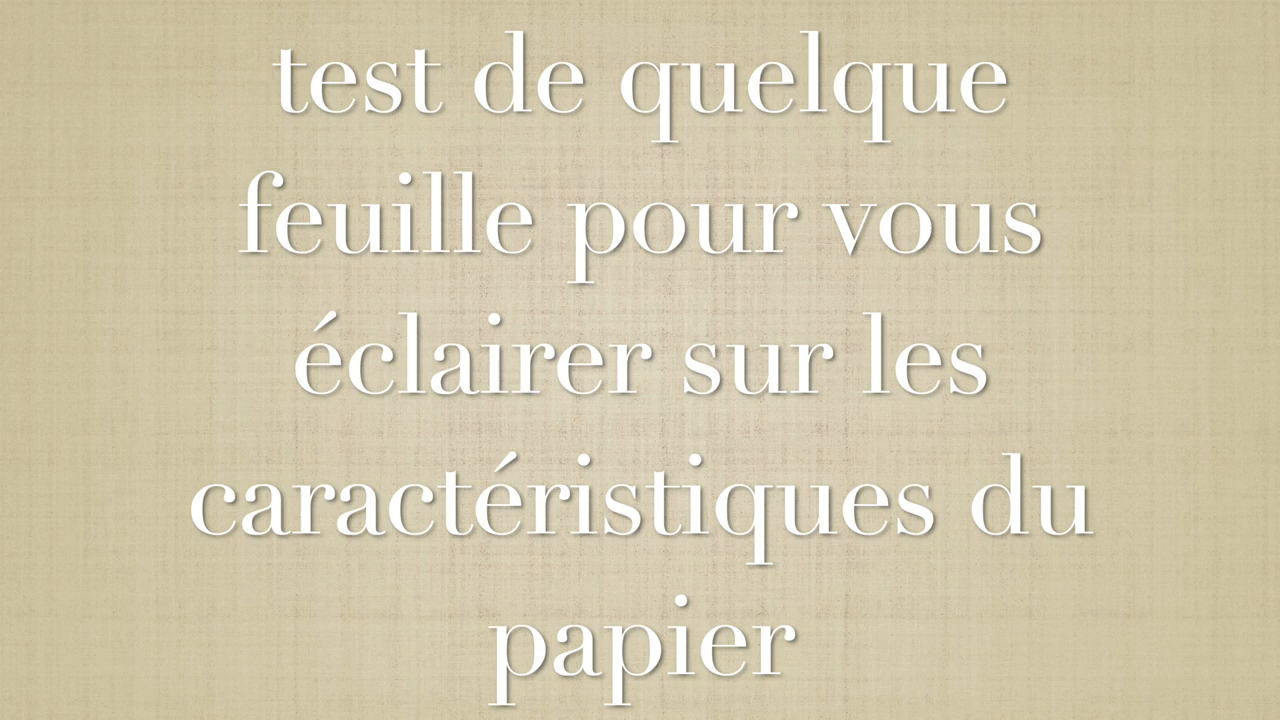 test de quelque
feuille pour vous
éclairer sur les
caractéristiques du
papier